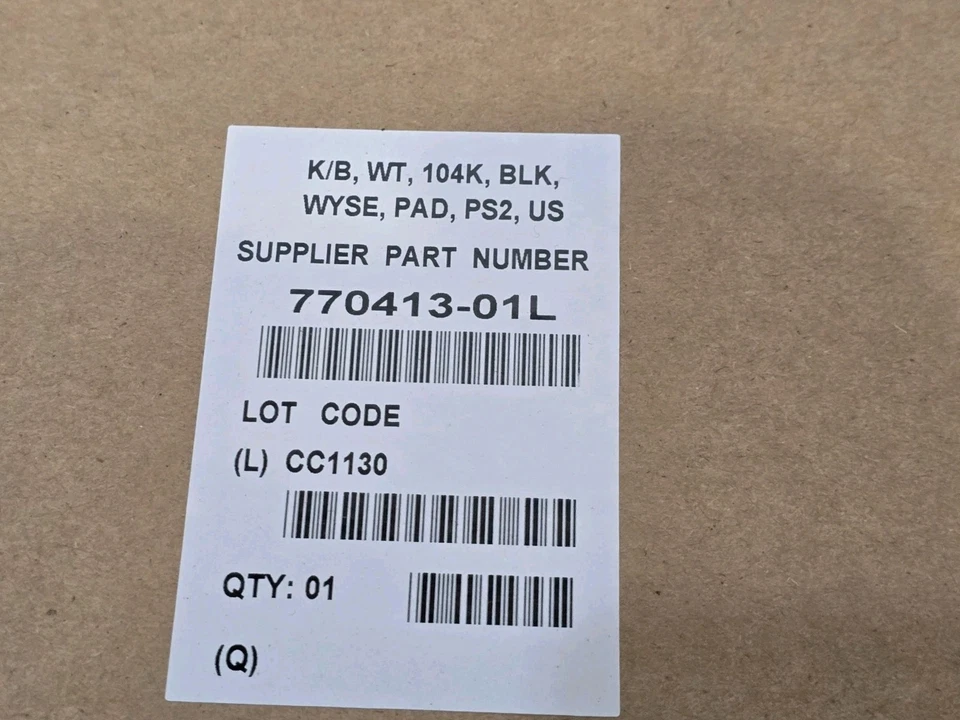 K/B, WT, 104K, BLK,
WYSE, PAD, PS2, US
SUPPLIER PART NUMBER
770413-01L
LOT CODE
(L) CC1130
QTY: 01
(Q)